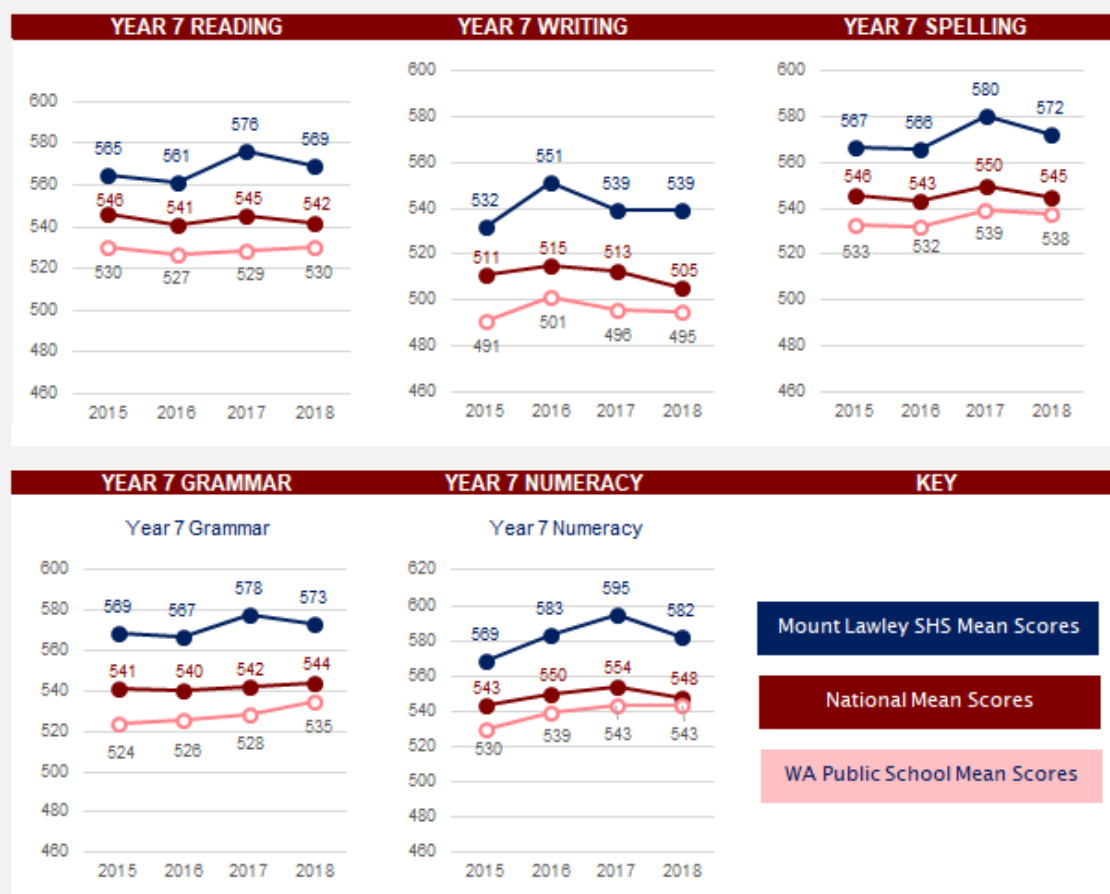 YEAR 7 READING YEAR 7 WRITING YEAR 7 SPELLING
600
580
560
540
520
500
480
460
565 561 576 569
546 541 545 542
530 527 529 530
2015 2016 2017 2018
600
580
560
540
520
500
480
460
532 551 539 539
511 515 513 505
491 501 496 495
2015 2016 2017 2018
600
580
560
540
520
500
480
460
567 566 580 572
546 543 550 545
533 532 539 538
2015 2016 2017 2018
YEAR 7 GRAMMAR YEAR 7 NUMERACY KEY
Year 7 Grammar
600
580
560
540
520
500
480
460
569 567 578 573
541 540 542 544
524 526 528 535
2015 2016 2017 2018
Year 7 Numeracy
620
600
580
560
540
520
500
480
460
569 583 595 582
543 550 554 548
530 539 543 543
2015 2016 2017 2018
Mount Lawley SHS Mean Scores
National Mean Scores
WA Public School Mean Scores